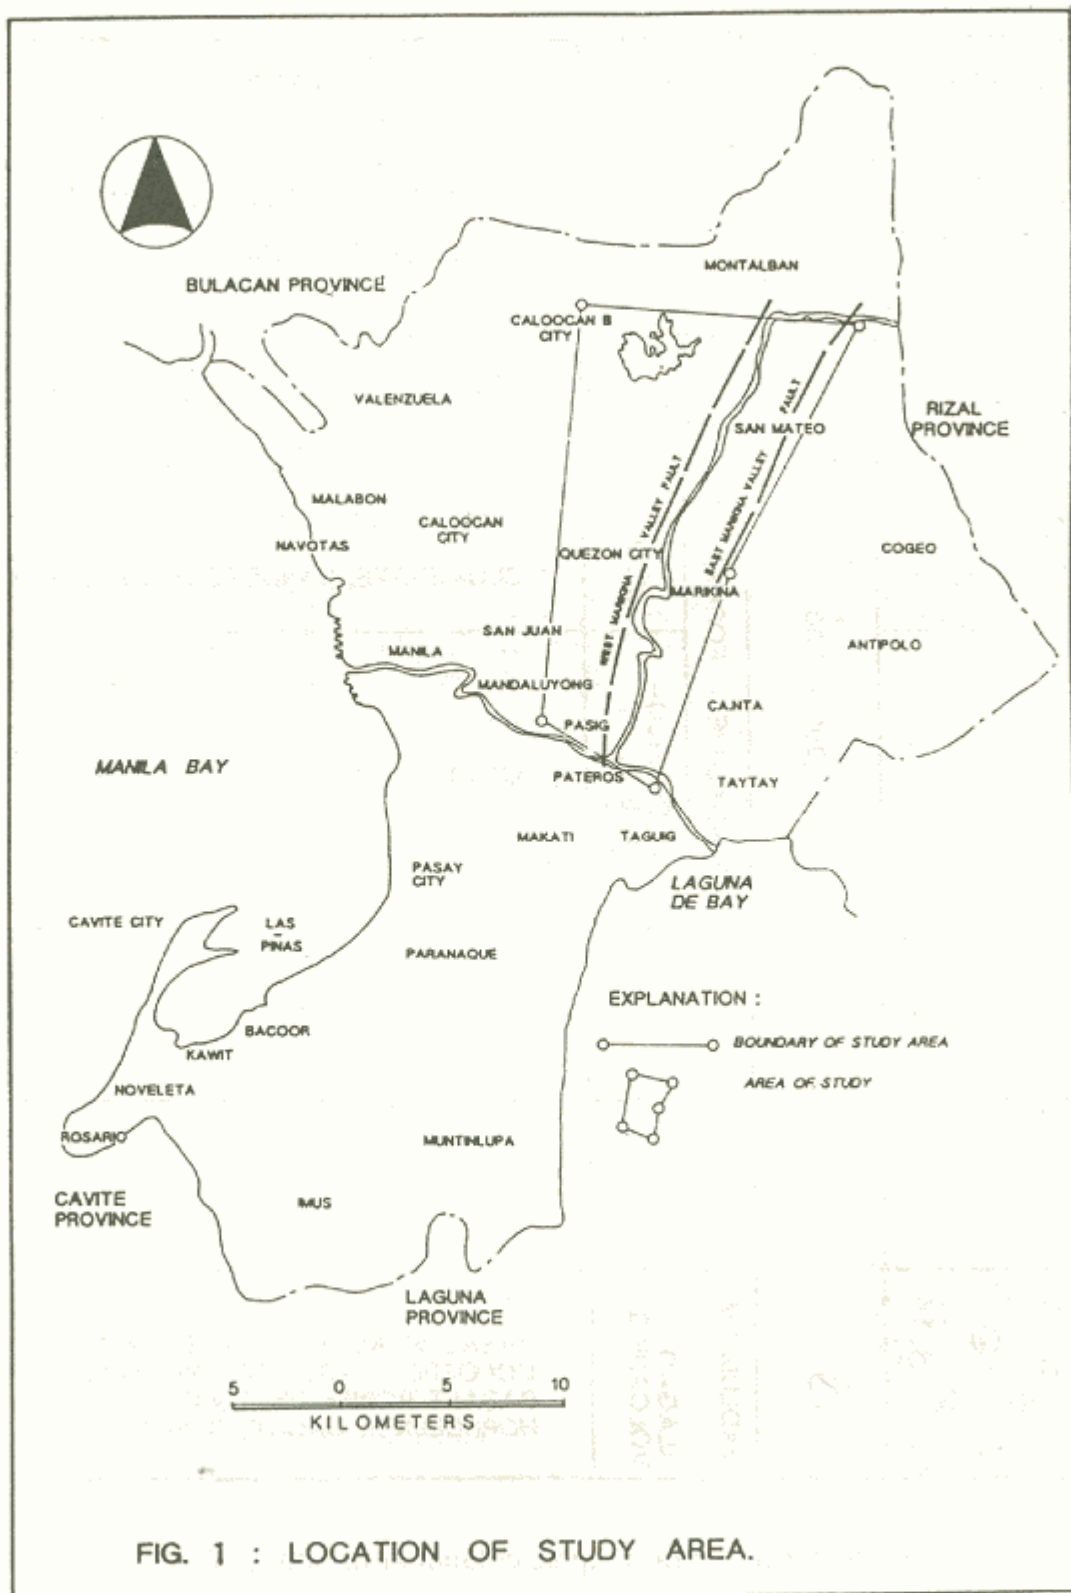 MONTALBAN
BULACAN PROVINCE
CALOOCAN B
CITY
VALENZUELA
RIZAL
PROVINCE
SAN MATEO
MALABON
CALOOCAN
CITY
NAVOTAS
QUEZON CITY
WEST MARIKINA VALLEY FAULT
EAST MARIKINA VALLEY FAULT
COGEO
MARIKINA
SAN JUAN
ANTIPOLO
MANILA
MANDALUYONG
CAINTA
PASIG
MANILA BAY
PATEROS
TAYTAY
MAKATI
TAGUIG
PASAY
CITY
LAGUNA
DE BAY
CAVITE CITY
LAS
PINAS
PARANAQUE
EXPLANATION :
BACOOR
BOUNDARY OF STUDY AREA
KAWIT
AREA OF STUDY
NOVELETA
ROSARIO
MUNTINLUPA
CAVITE
PROVINCE
IMUS
LAGUNA
PROVINCE
5 0 5 10
KILOMETERS
FIG. 1 : LOCATION OF STUDY AREA.